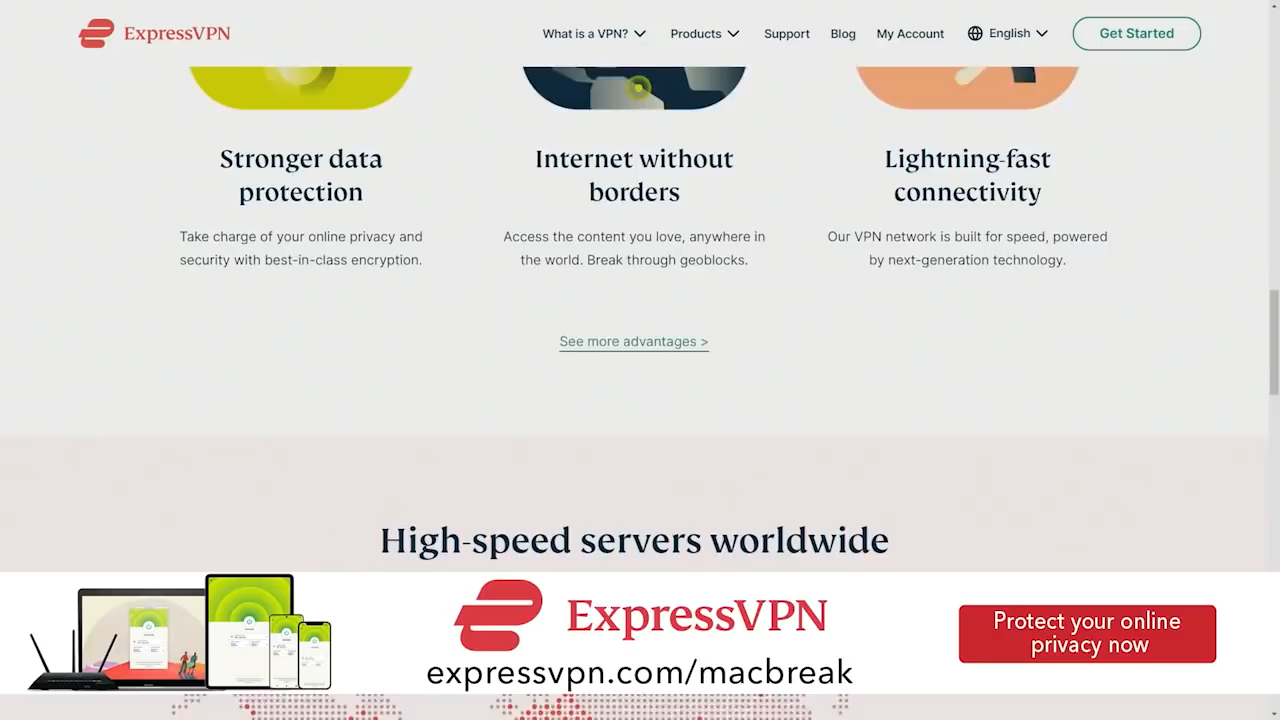 ExpressVPN
What is a VPN?
Products
Support
Blog
My Account
English
Get Started
Stronger data
protection
Take charge of your online privacy and
security with best-in-class encryption.
Internet without
borders
Access the content you love, anywhere in
the world. Break through geoblocks.
Lightning-fast
connectivity
Our VPN network is built for speed, powered
by next-generation technology.
See more advantages >
High-speed servers worldwide
ExpressVPN
expressvpn.com/macbreak
Protect your online
privacy now